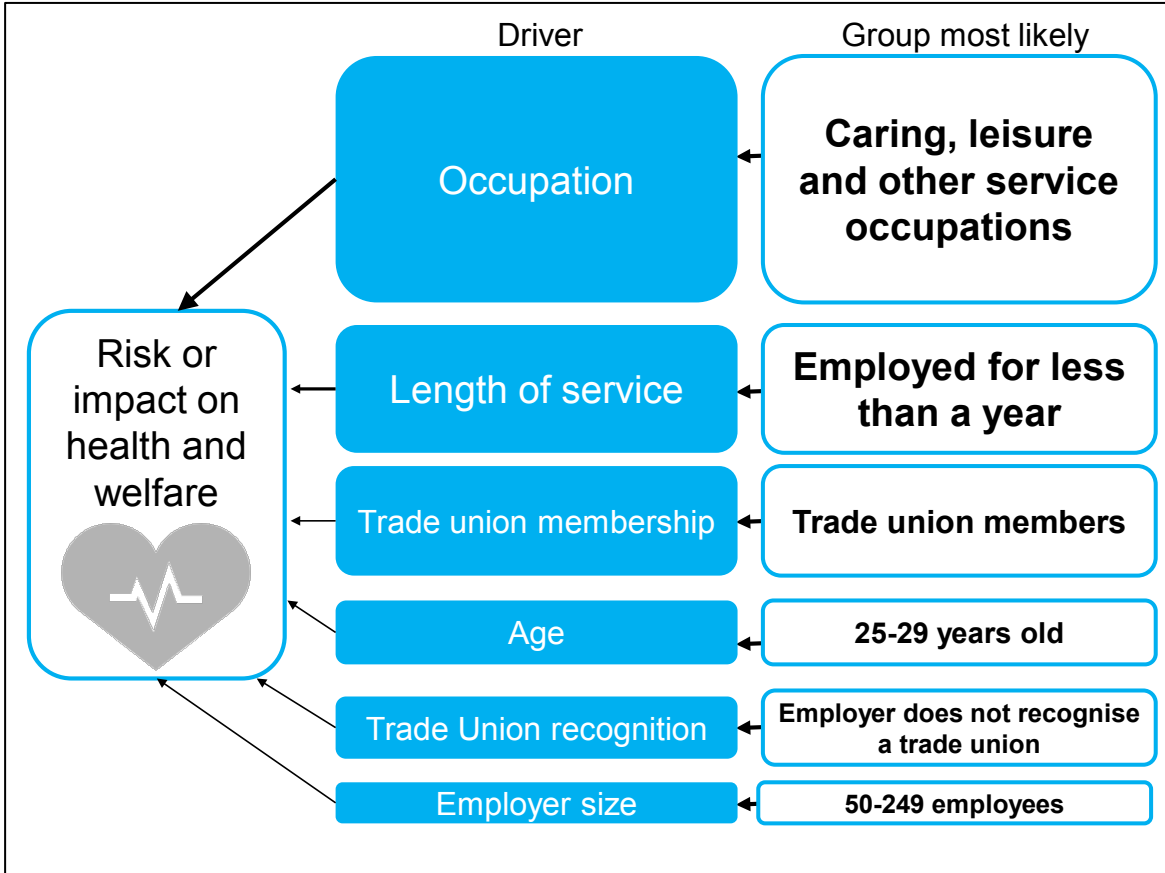 Driver
Group most likely
Occupation
Caring, leisure
and other service
occupations
Risk or
impact on
health and
welfare
Length of service
Employed for less
than a year
Trade union membership
Trade union members
Age
25-29 years old
Trade Union recognition
Employer does not recognise
a trade union
Employer size
50-249 employees